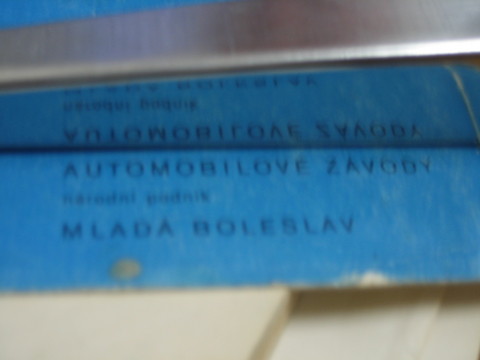 AUTOMOBILOVÉ ZÁVODY
národní podnik
MLADÁ BOLESLAV